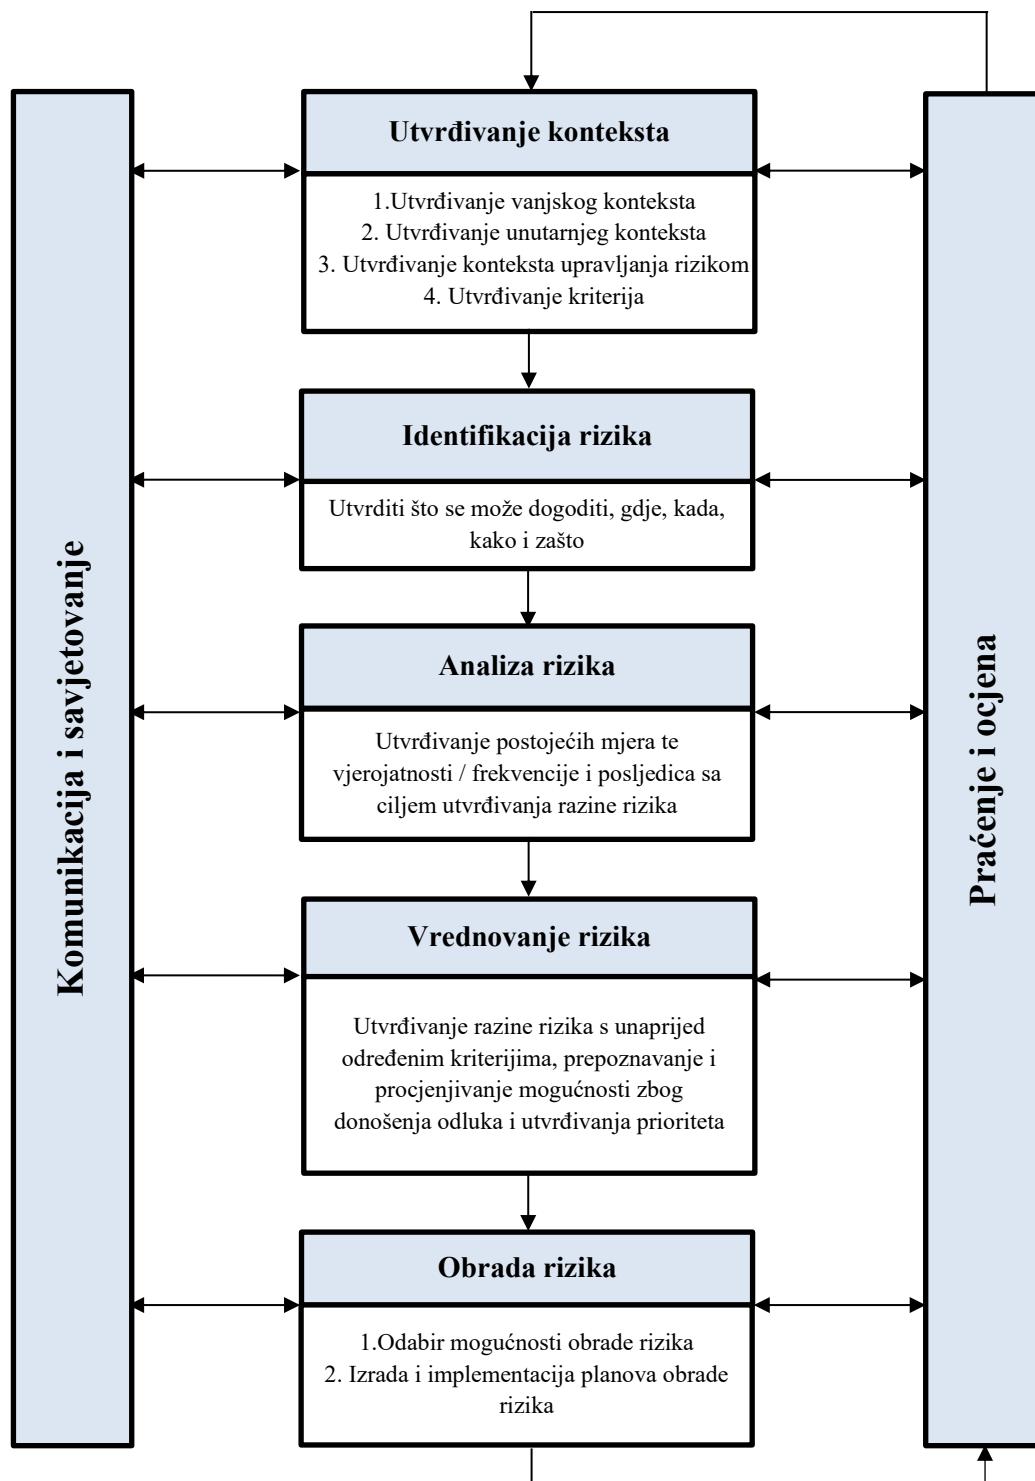 Komunikacija i savjetovanje
Utvrđivanje konteksta
1.Utvrđivanje vanjskog konteksta
2. Utvrđivanje unutarnjeg konteksta
3. Utvrđivanje konteksta upravljanja rizikom
4. Utvrđivanje kriterija
Identifikacija rizika
Utvrditi što se može dogoditi, gdje, kada,
kako i zašto
Analiza rizika
Utvrđivanje postojećih mjera te
vjerojatnosti / frekvencije i posljedica sa
ciljem utvrđivanja razine rizika
Vrednovanje rizika
Utvrđivanje razine rizika s unaprijed
određenim kriterijima, prepoznavanje i
procjenjivanje mogućnosti zbog
donošenja odluka i utvrđivanja prioriteta
Obrada rizika
1.Odabir mogućnosti obrade rizika
2. Izrada i implementacija planova obrade
rizika
Praćenje i ocjena